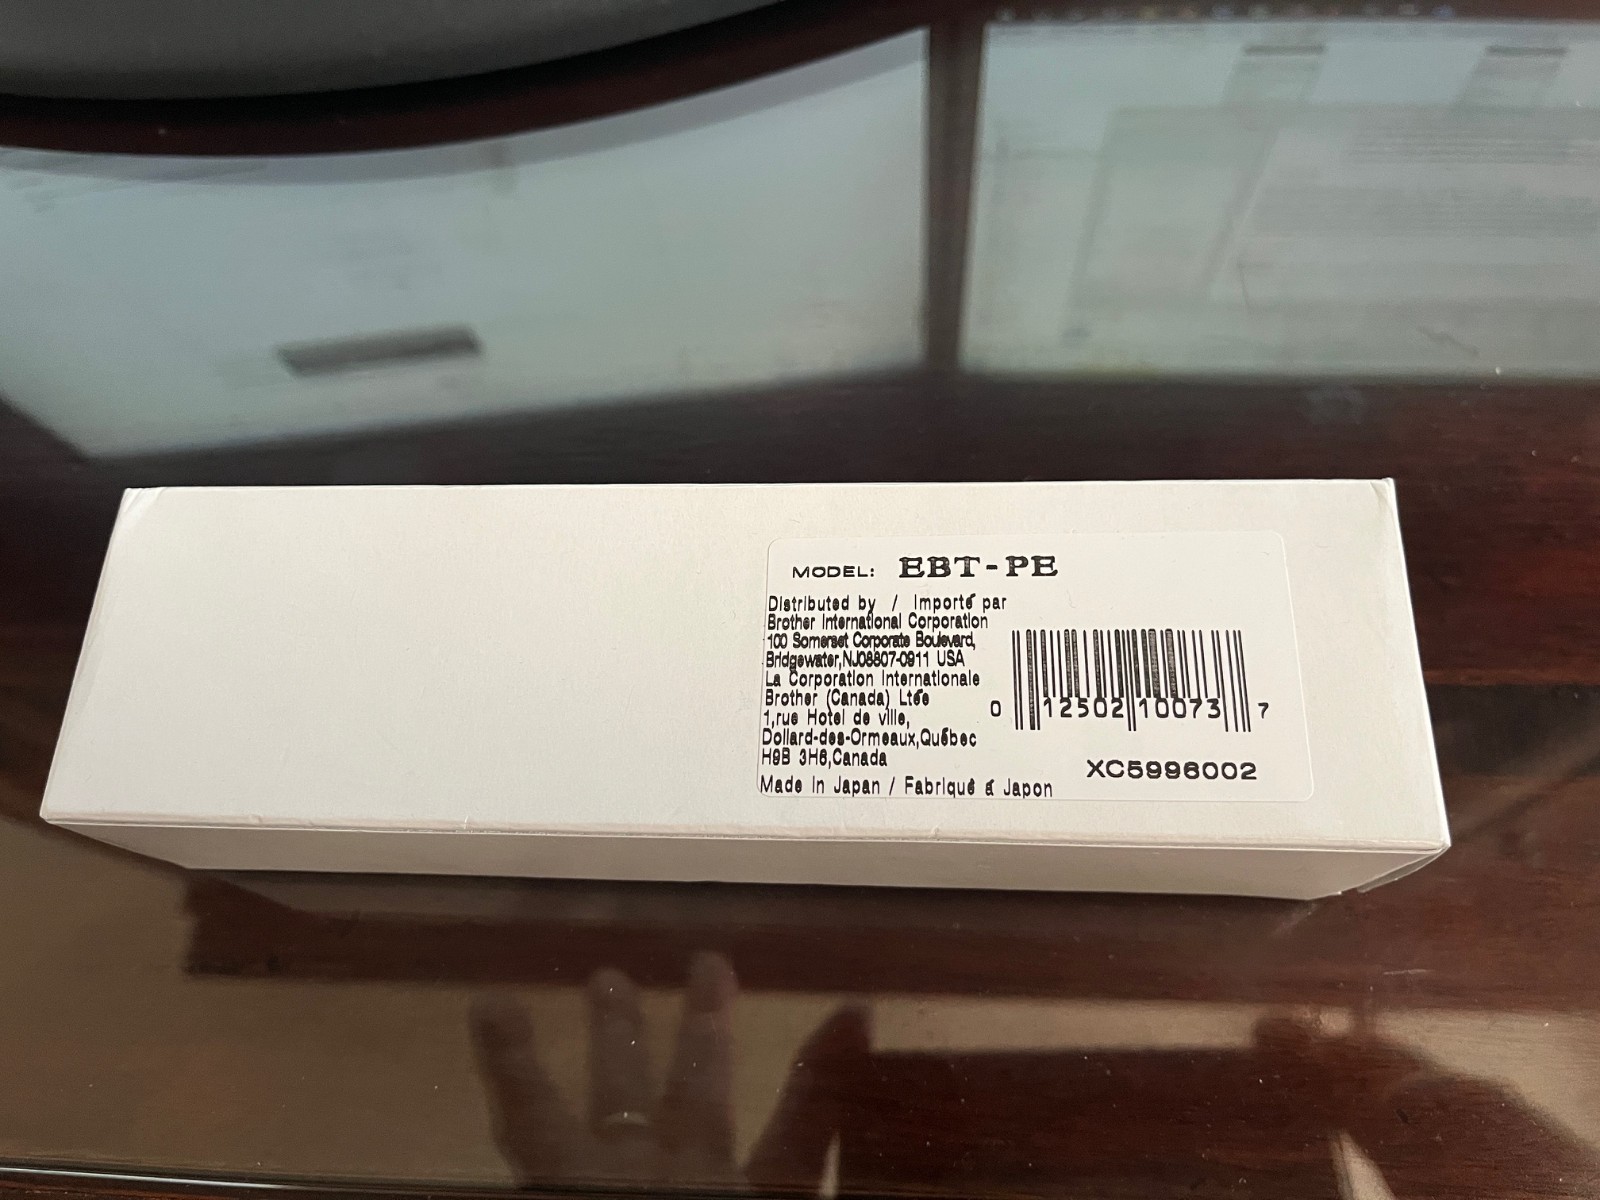 MODEL: EBT-PE
Distributed by / Importé par
Brother International Corporation
100 Somerset Corporate Boulevard,
Bridgewater,NJ08807-0911 USA
La Corporation Internationale
Brother (Canada) Ltée
1,rue Hotel de ville,
Dollard-des-Ormeaux,Québec
H9B 3H6,Canada
Made in Japan / Fabriqué á Japon
0 12502 10073 7
XC5996002